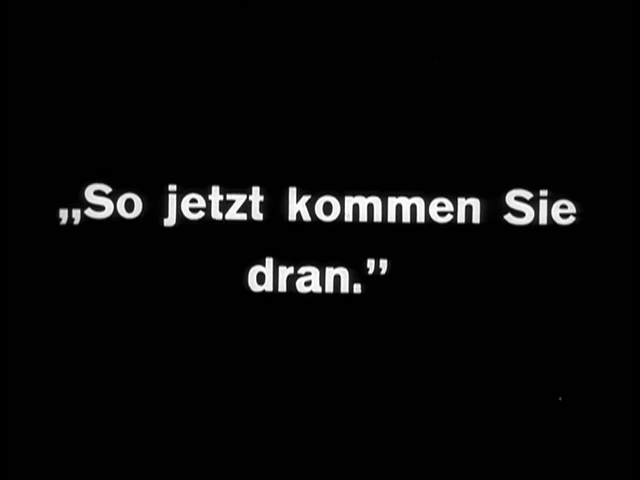 „So jetzt kommen Sie
dran.”